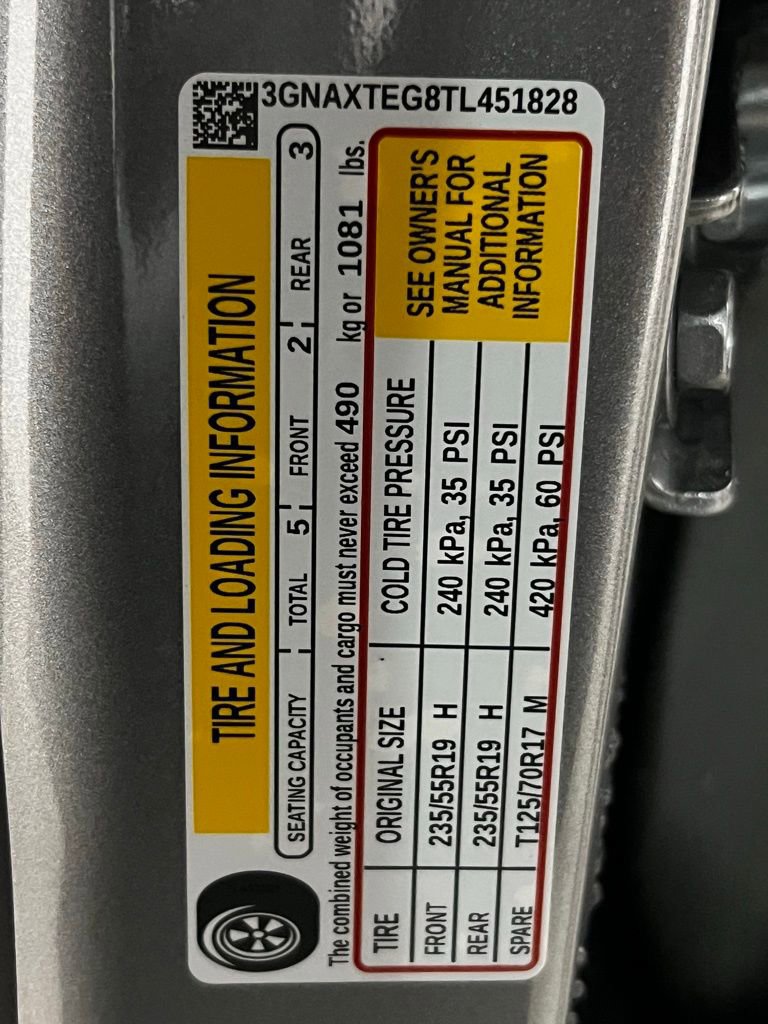 3GNAXTEG8TL451828
TIRE AND LOADING INFORMATION
SEATING CAPACITY TOTAL 5 FRONT 2 REAR 3
The combined weight of occupants and cargo must never exceed 490 kg or 1081 lbs.
TIRE ORIGINAL SIZE COLD TIRE PRESSURE
FRONT 235/55R19 H 240 kPa, 35 PSI
REAR 235/55R19 H 240 kPa, 35 PSI
SPARE T125/70R17 M 420 kPa, 60 PSI
SEE OWNER'S
MANUAL FOR
ADDITIONAL
INFORMATION